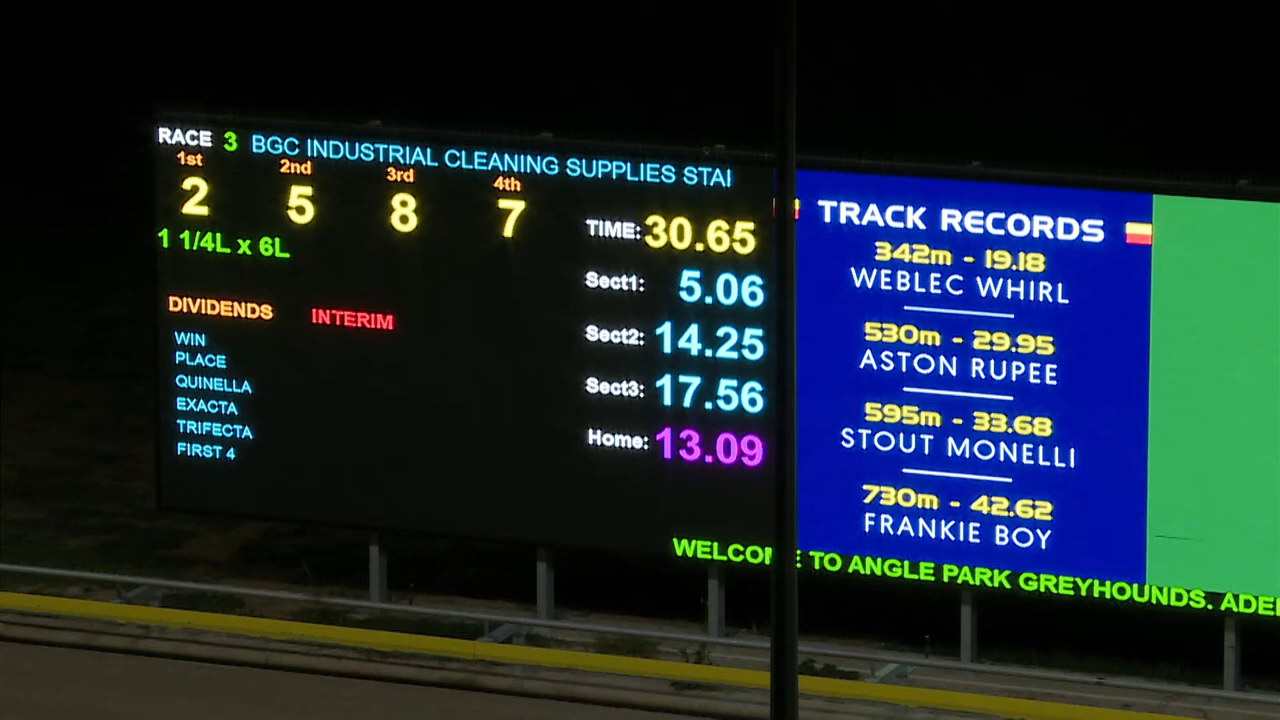 RACE 3 BGC INDUSTRIAL CLEANING SUPPLIES STAI
1st 2nd 3rd 4th
2 5 8 7
1 1/4L x 6L
DIVIDENDS INTERIM
WIN
PLACE
QUINELLA
EXACTA
TRIFECTA
FIRST 4
TIME: 30.65
Sect1: 5.06
Sect2: 14.25
Sect3: 17.56
Home: 13.09
TRACK RECORDS
342m - 19.18
WEBLEC WHIRL
530m - 29.95
ASTON RUPEE
595m - 33.68
STOUT MONELLI
730m - 42.62
FRANKIE BOY
WELCOME TO ANGLE PARK GREYHOUNDS. ADE